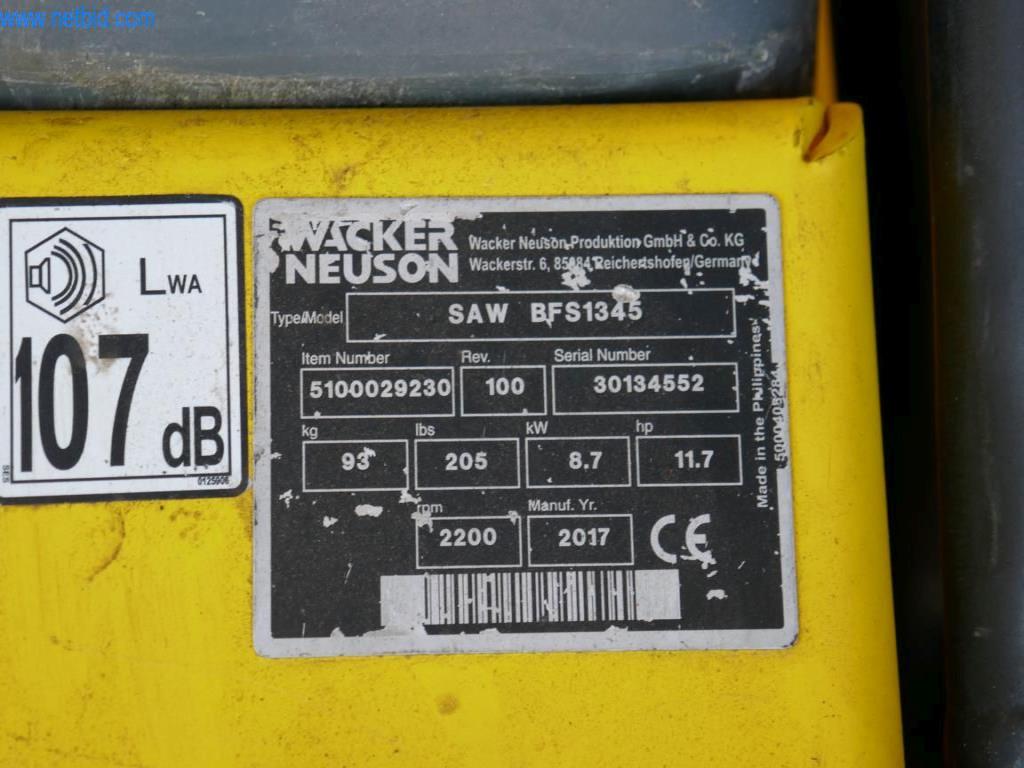 www.netbid.com
LWA
107
dB
SES
0125906
WACKER
NEUSON
Wacker Neuson Produktion GmbH & Co. KG
Wackerstr. 6, 85084 Reichertshofen/Germany
Type/Model
SAW BFS1345
Item Number Rev. Serial Number
5100029230 100 30134552
kg lbs kW hp
93 205 8.7 11.7
rpm Manuf. Yr.
2200 2017 CE
Made in the Philippines